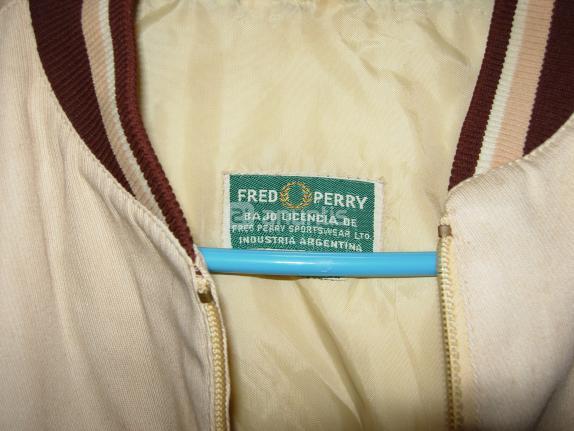 FRED PERRY
BAJO LICENCIA DE
FRED PERRY SPORTSWEAR LTD.
INDUSTRIA ARGENTINA